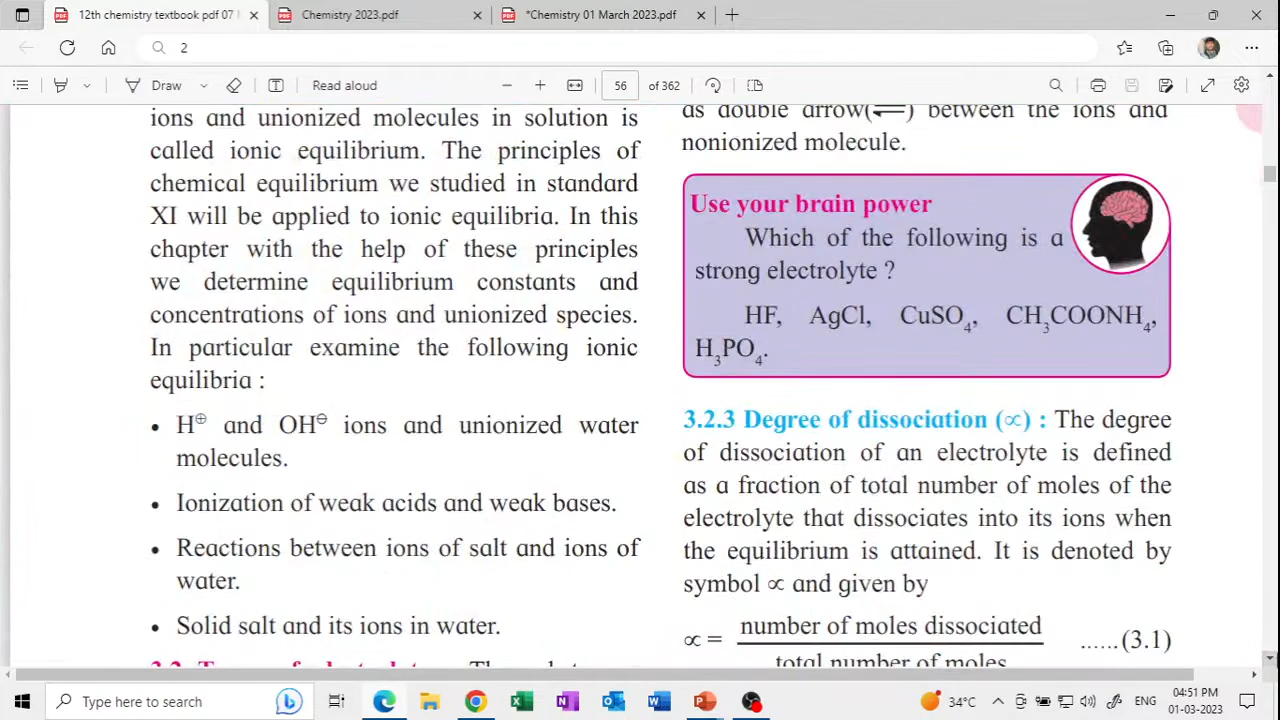 12th chemistry textbook pdf 07
Chemistry 2023.pdf
*Chemistry 01 March 2023.pdf
2
Draw
Read aloud
56
of 362
ions and unionized molecules in solution is
called ionic equilibrium. The principles of
chemical equilibrium we studied in standard
XI will be applied to ionic equilibria. In this
chapter with the help of these principles
we determine equilibrium constants and
concentrations of ions and unionized species.
In particular examine the following ionic
equilibria :
• H⊕ and OH⊖ ions and unionized water
molecules.
• Ionization of weak acids and weak bases.
• Reactions between ions of salt and ions of
water.
• Solid salt and its ions in water.
as double arrow(⇌) between the ions and
nonionized molecule.
Use your brain power
Which of the following is a
strong electrolyte ?
HF, AgCl, CuSO₄, CH₃COONH₄,
H₃PO₄.
3.2.3 Degree of dissociation (∝) : The degree
of dissociation of an electrolyte is defined
as a fraction of total number of moles of the
electrolyte that dissociates into its ions when
the equilibrium is attained. It is denoted by
symbol ∝ and given by
∝ = number of moles dissociated ......(3.1)
total number of moles
Type here to search
34°C
ENG
04:51 PM
01-03-2023